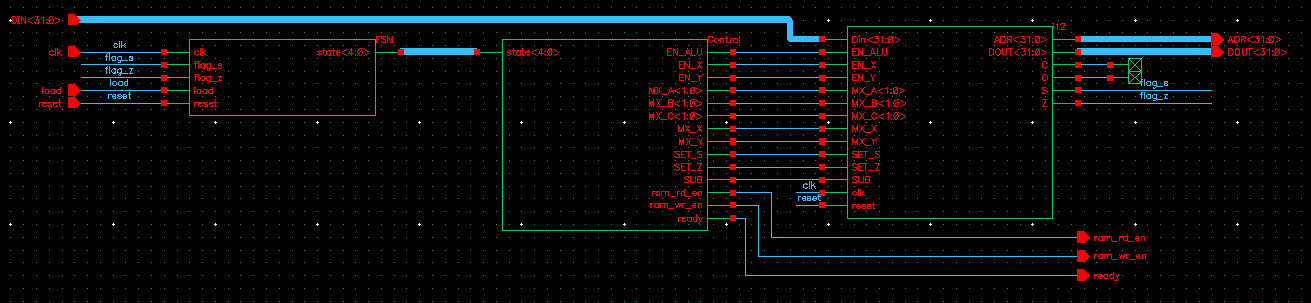 DIN<31:0>
clk
flag_s
flag_z
load
reset
clk
load
reset
FSM
clk
flag_s
flag_z
load
reset
state<4:0>
Control
state<4:0>
EN_ALU
EN_X
EN_Y
MX_A<1:0>
MX_B<1:0>
MX_C<1:0>
MX_X
MX_Y
SET_S
SET_Z
SUB
ram_rd_en
ram_wr_en
ready
clk
reset
I12
Din<31:0>
EN_ALU
EN_X
EN_Y
MX_A<1:0>
MX_B<1:0>
MX_C<1:0>
MX_X
MX_Y
SET_S
SET_Z
SUB
clk
reset
ADR<31:0>
DOUT<31:0>
C
O
S
Z
flag_s
flag_z
ADR<31:0>
DOUT<31:0>
ram_rd_en
ram_wr_en
ready